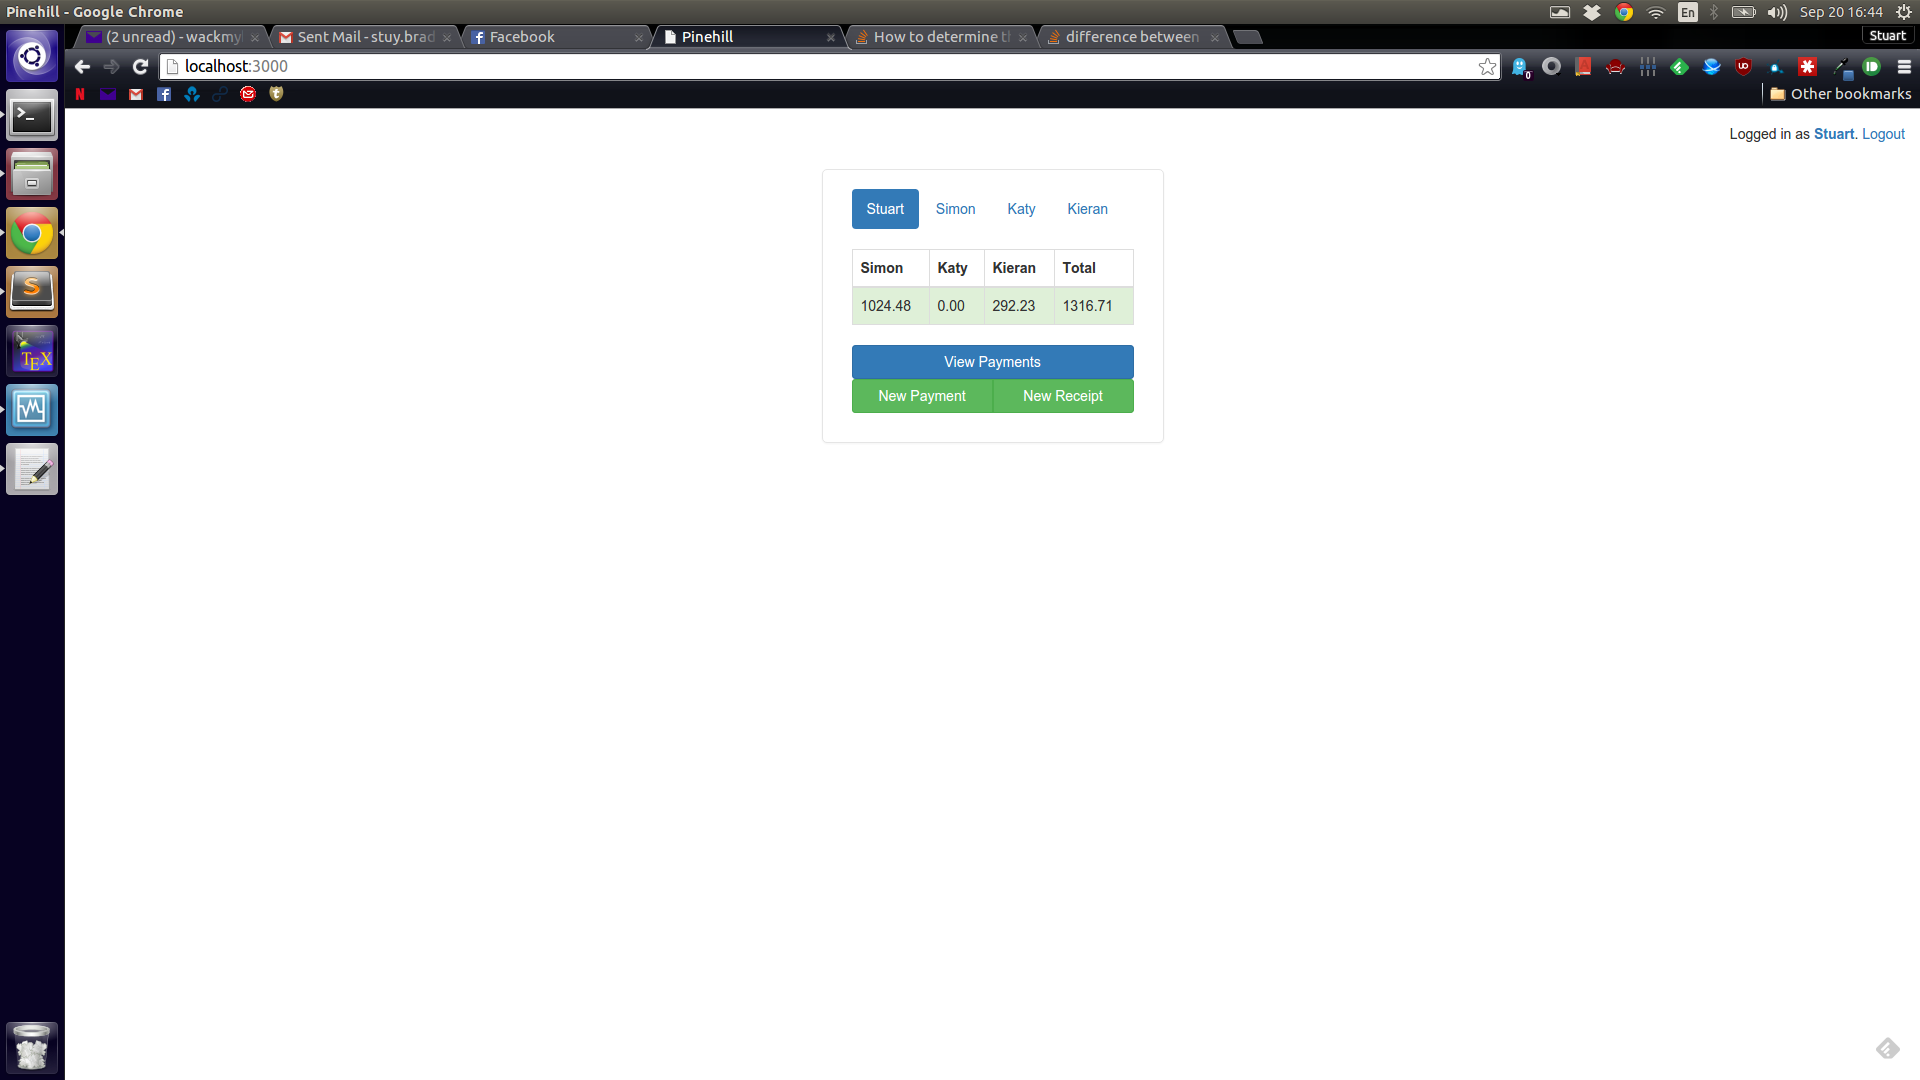 Pinehill - Google Chrome
En
Sep 20 16:44
(2 unread) - wackmy
Sent Mail - stuy.brad
Facebook
Pinehill
How to determine t
difference between
Stuart
localhost:3000
0
Other bookmarks
Logged in as Stuart. Logout
Stuart Simon Katy Kieran
Simon Katy Kieran Total
1024.48 0.00 292.23 1316.71
View Payments
New Payment New Receipt